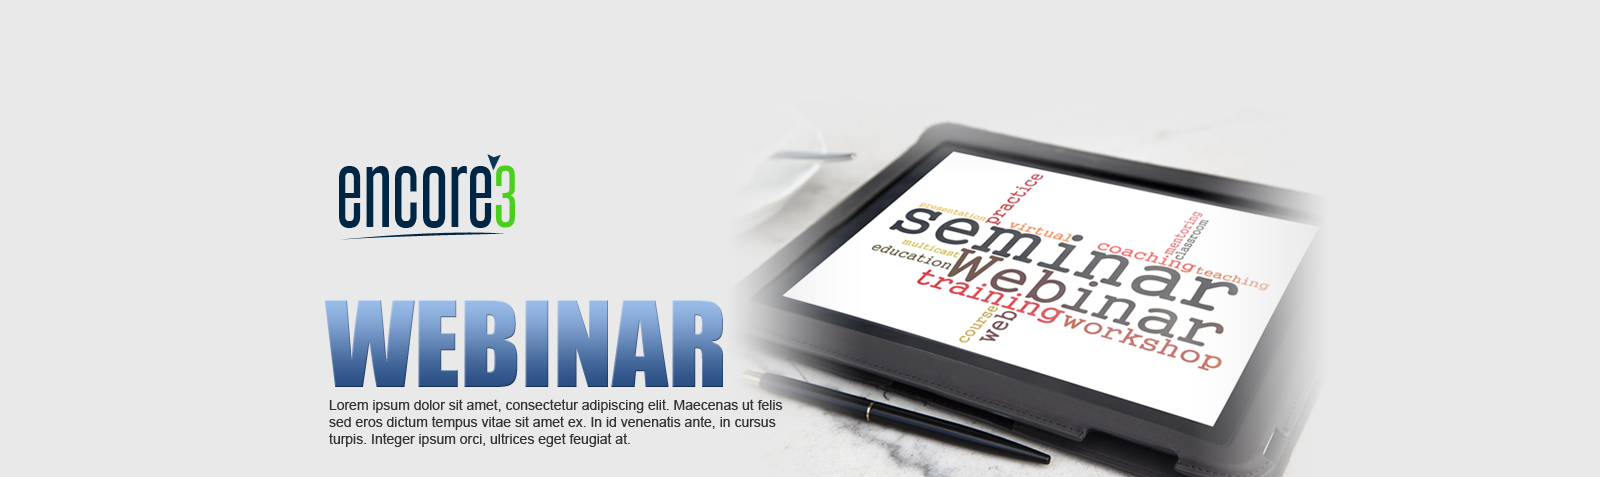 encore3
WEBINAR
Lorem ipsum dolor sit amet, consectetur adipiscing elit. Maecenas ut felis
sed eros dictum tempus vitae sit amet ex. In id venenatis ante, in cursus
turpis. Integer ipsum orci, ultrices eget feugiat at.
practice
presentation
seminar
virtual
mentoring
classroom
multicast
coaching
teaching
education
Webinar
training
workshop
course
web